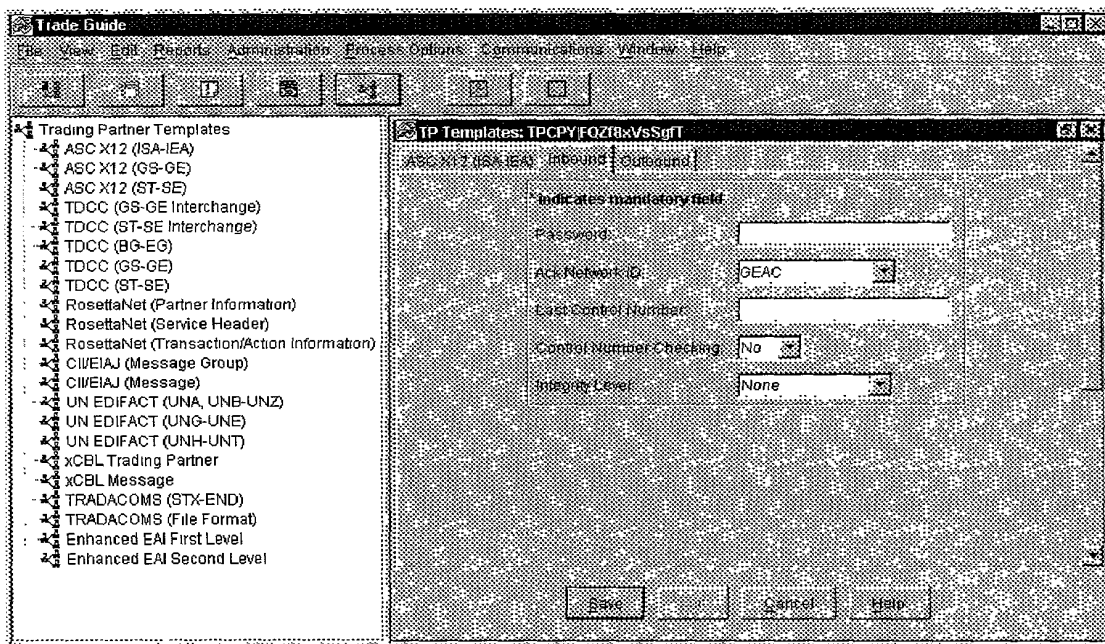 Trade Guide
File View Edit Reports Administration Process Options Communications Window Help
Trading Partner Templates
ASC X12 (ISA-IEA)
ASC X12 (GS-GE)
ASC X12 (ST-SE)
TDCC (GS-GE Interchange)
TDCC (ST-SE Interchange)
TDCC (BG-EG)
TDCC (GS-GE)
TDCC (ST-SE)
RosettaNet (Partner Information)
RosettaNet (Service Header)
RosettaNet (Transaction/Action Information)
CII/EIAJ (Message Group)
CII/EIAJ (Message)
UN EDIFACT (UNA, UNB-UNZ)
UN EDIFACT (UNG-UNE)
UN EDIFACT (UNH-UNT)
xCBL Trading Partner
xCBL Message
TRADACOMS (STX-END)
TRADACOMS (File Format)
Enhanced EAI First Level
Enhanced EAI Second Level
TP Templates: TPCPY|FQZf8xVsSgfT
ASC X12 (ISA-IEA) Inbound Outbound
* Indicates mandatory field
Password:
Ack Network ID: GEAC
Last Control Number:
Control Number Checking: No
Integrity Level: None
Save Cancel Help